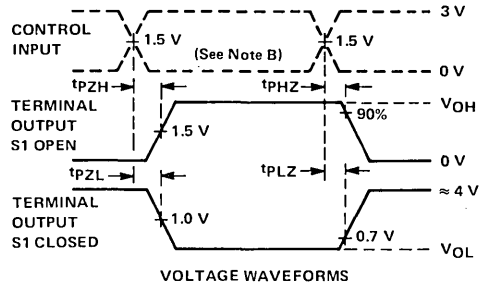 3 V
CONTROL
INPUT
1.5 V
(See Note B)
1.5 V
0 V
tPZH
tPHZ
TERMINAL
OUTPUT
S1 OPEN
1.5 V
90%
VOH
0 V
tPZL
tPLZ
TERMINAL
OUTPUT
S1 CLOSED
1.0 V
0.7 V
≈ 4 V
VOL
VOLTAGE WAVEFORMS